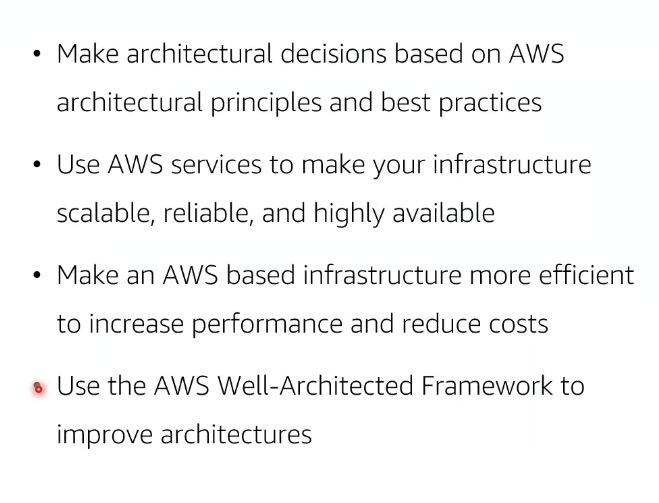 • Make architectural decisions based on AWS
architectural principles and best practices
• Use AWS services to make your infrastructure
scalable, reliable, and highly available
• Make an AWS based infrastructure more efficient
to increase performance and reduce costs
• Use the AWS Well-Architected Framework to
improve architectures